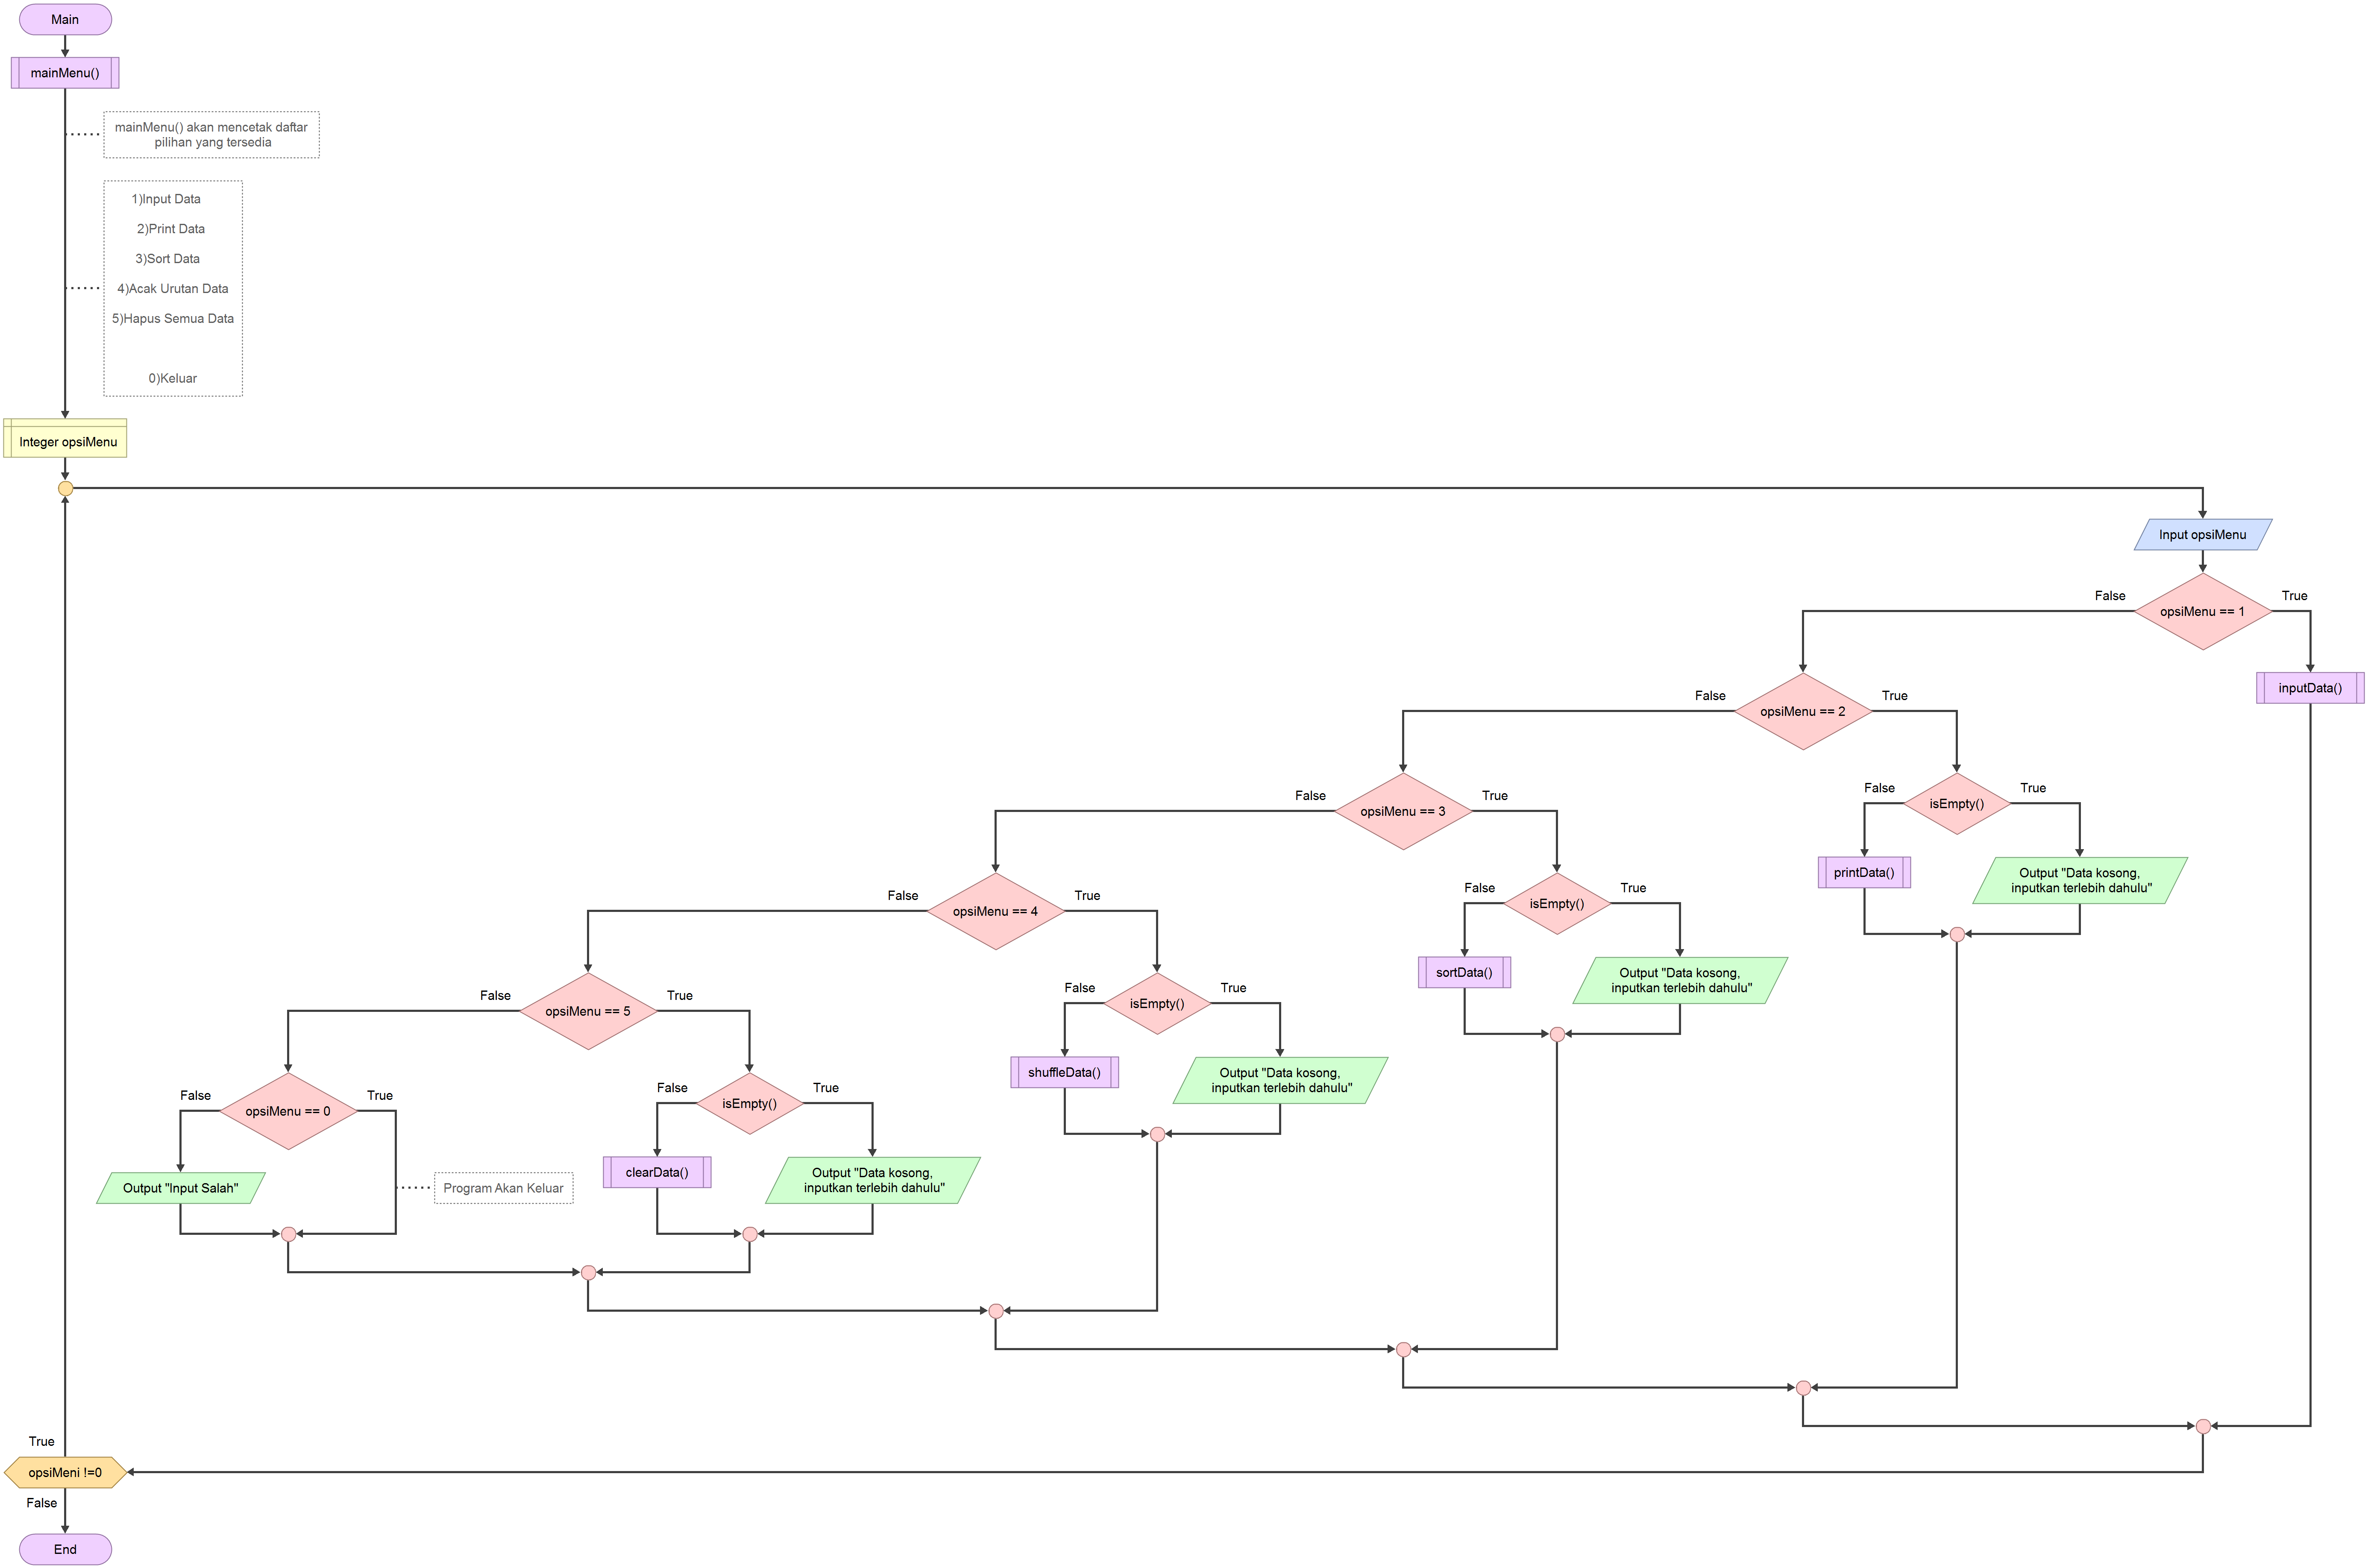 Main
mainMenu()
mainMenu() akan mencetak daftar
pilihan yang tersedia
1)Input Data
2)Print Data
3)Sort Data
4)Acak Urutan Data
5)Hapus Semua Data
0)Keluar
Integer opsiMenu
Input opsiMenu
False
True
opsiMenu == 1
inputData()
False
True
opsiMenu == 2
False
True
isEmpty()
printData()
Output "Data kosong,
inputkan terlebih dahulu"
False
True
opsiMenu == 3
False
True
isEmpty()
sortData()
Output "Data kosong,
inputkan terlebih dahulu"
False
True
opsiMenu == 4
False
True
isEmpty()
shuffleData()
Output "Data kosong,
inputkan terlebih dahulu"
False
True
opsiMenu == 5
False
True
isEmpty()
clearData()
Output "Data kosong,
inputkan terlebih dahulu"
False
True
opsiMenu == 0
Output "Input Salah"
Program Akan Keluar
True
opsiMeni !=0
False
End